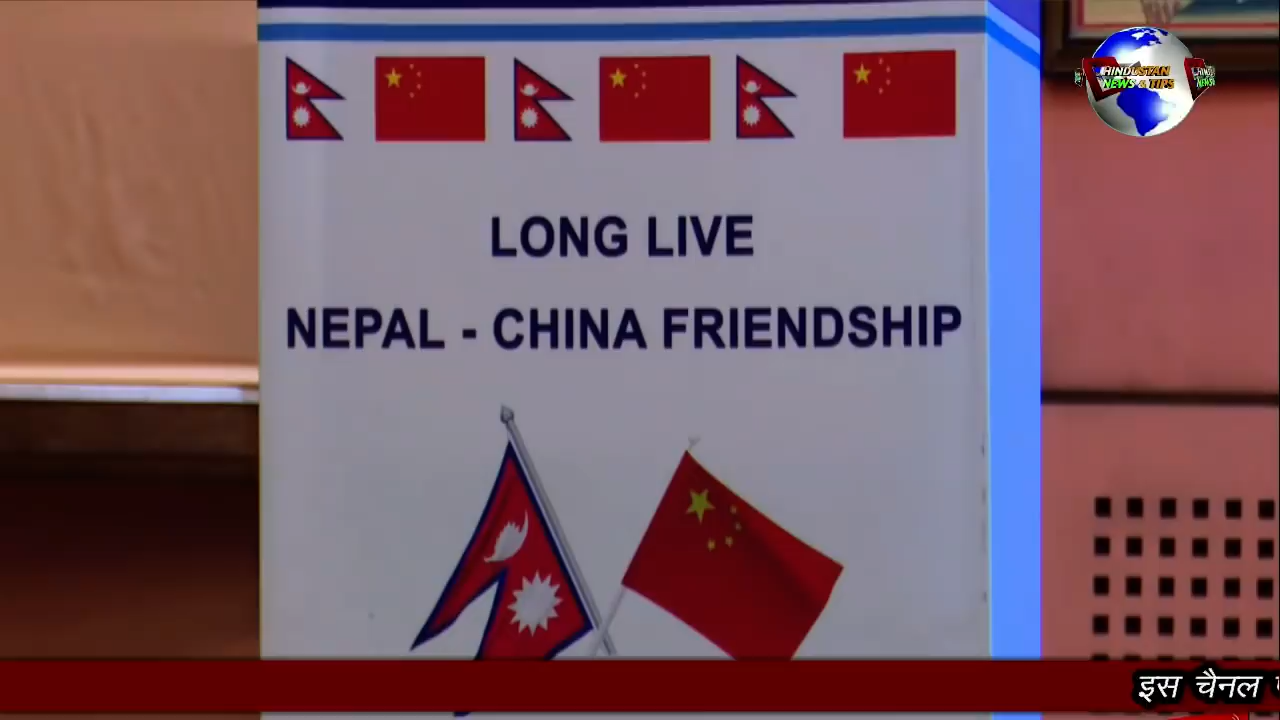 HINDUSTAN
NEWS & TIPS
LONG LIVE
NEPAL - CHINA FRIENDSHIP
इस चैनल